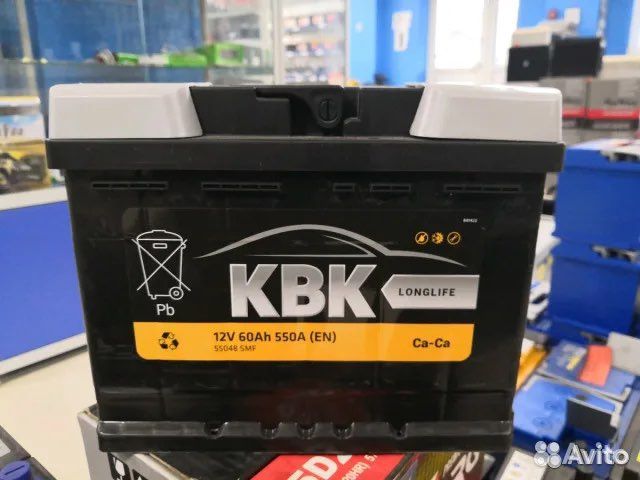 KBK
LONGLIFE
Pb
12V 60Ah 550A (EN)
55048 SMF
Ca-Ca
Avito